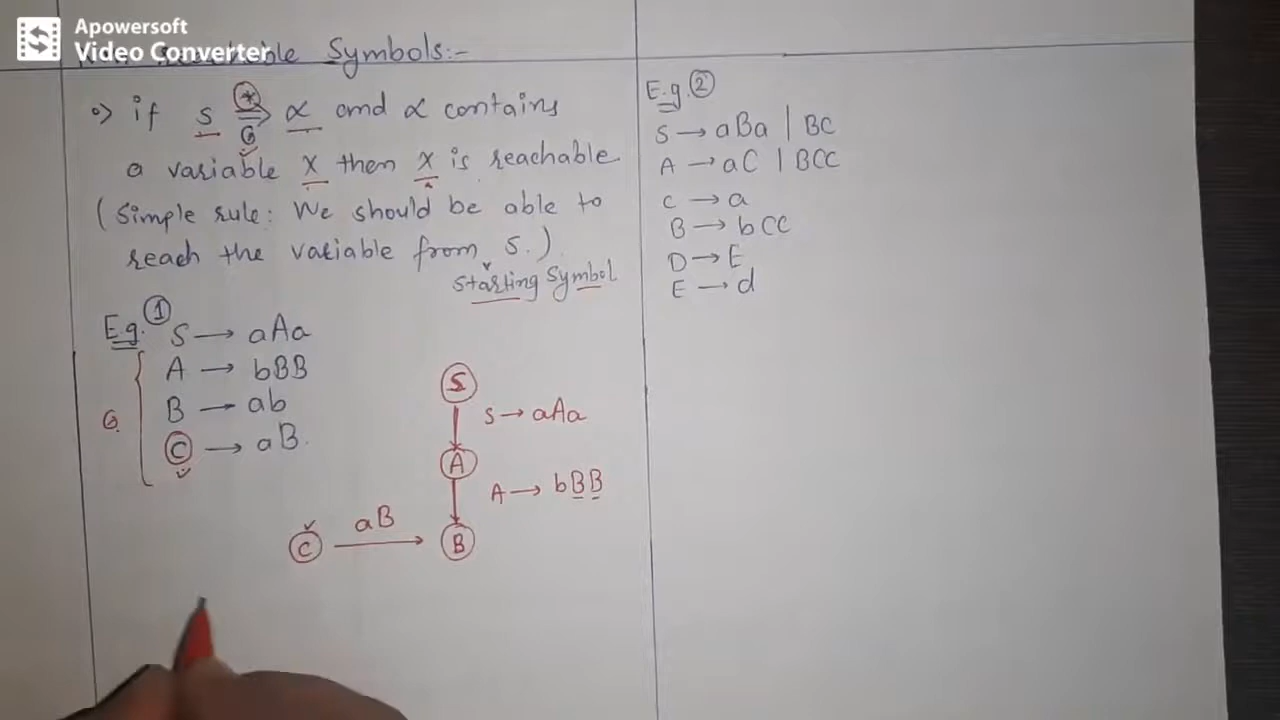 Apowersoft
Video Converter
Symbols:-
•) if S *⇒G α and α contains
a variable X then X is reachable
(Simple rule: We should be able to
reach the variable from S.)
Starting Symbol
E.g. ①
S → aAa
A → bBB
B → ab
C → aB.
G
S
S → aAa
A
A → bBB
C aB B
E.g. ②
S → aBa | BC
A → aC | BCC
C → a
B → bCC
D → E
E → d